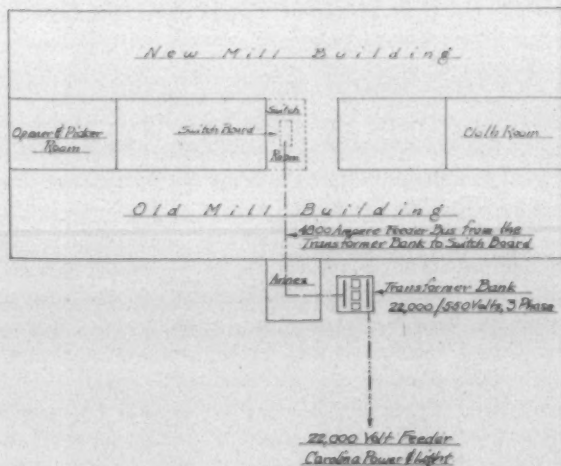 New Mill Building
Opener & Picker
Room
Switch Board
Switch
Room
Cloth Room
Old Mill Building
4800 Ampere Feeder Bus from the
Transformer Bank to Switch Board
Annex
Transformer Bank
22,000/550 Volts, 3 Phase
22,000 Volt Feeder
Carolina Power & Light